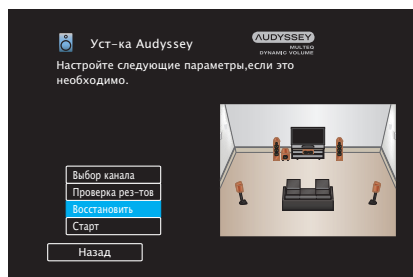 Уст-ка Audyssey
AUDYSSEY
MULTEQ
DYNAMIC VOLUME
Настройте следующие параметры,если это
необходимо.
Выбор канала
Проверка рез-тов
Восстановить
Старт
Назад